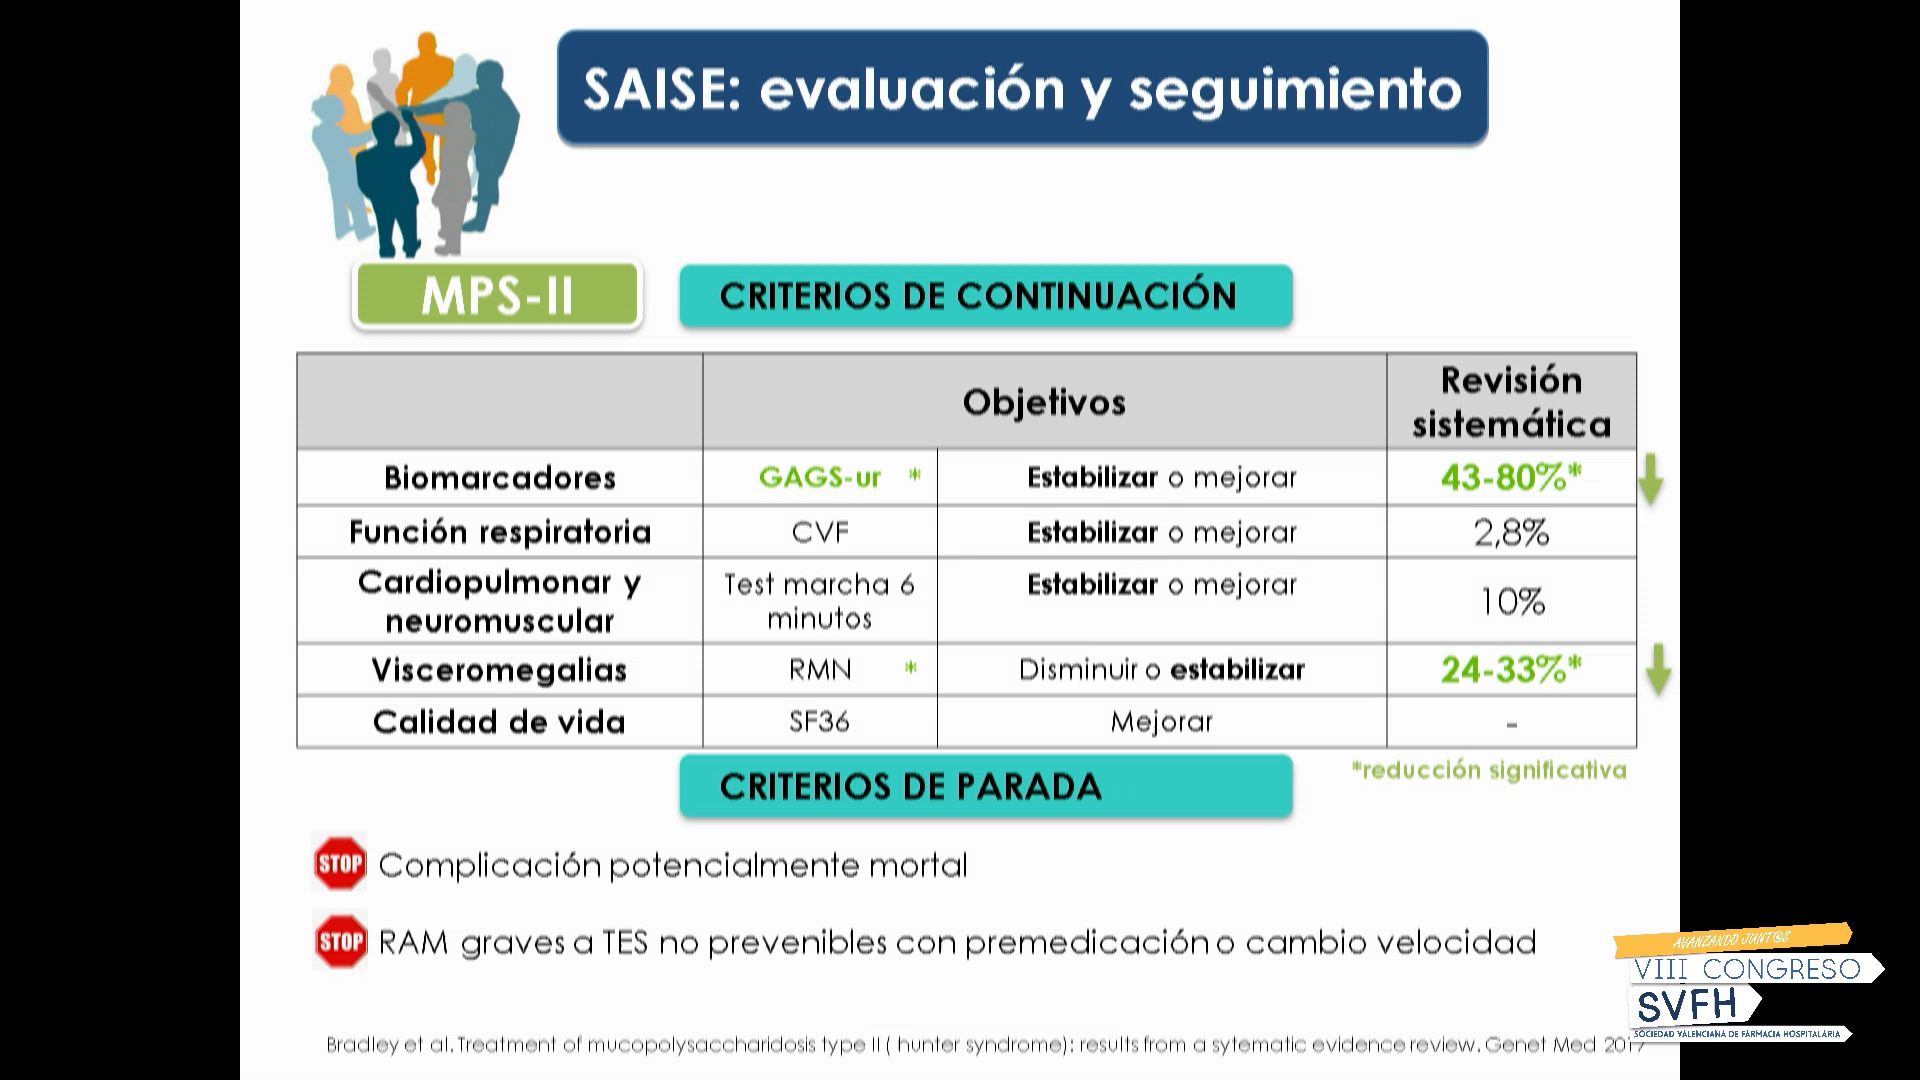 SAISE: evaluación y seguimiento
MPS-II
CRITERIOS DE CONTINUACIÓN
Objetivos
Revisión
sistemática
Biomarcadores GAGS-ur * Estabilizar o mejorar 43-80%*
Función respiratoria CVF Estabilizar o mejorar 2,8%
Cardiopulmonar y
neuromuscular
Test marcha 6
minutos
Estabilizar o mejorar
10%
Visceromegalias RMN * Disminuir o estabilizar 24-33%*
Calidad de vida SF36 Mejorar -
*reducción significativa
CRITERIOS DE PARADA
STOP Complicación potencialmente mortal
STOP RAM graves a TES no prevenibles con premedicación o cambio velocidad
AVANZANDO JUNT@S
VIII CONGRESO
SVFH
SOCIEDAD VALENCIANA DE FARMACIA HOSPITALARIA
Bradley et al. Treatment of mucopolysaccharidosis type II ( hunter syndrome): results from a sytematic evidence review. Genet Med 2017